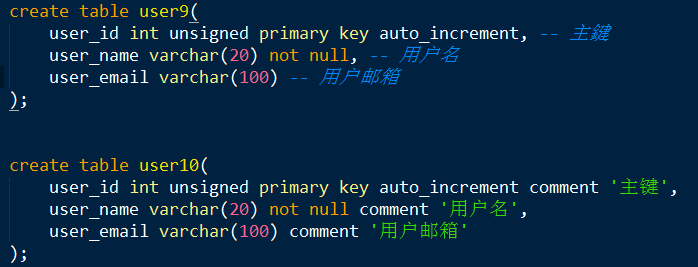 create table user9(
user_id int unsigned primary key auto_increment, -- 主鍵
user_name varchar(20) not null, -- 用户名
user_email varchar(100) -- 用户邮箱
);
create table user10(
user_id int unsigned primary key auto_increment comment '主键',
user_name varchar(20) not null comment '用户名',
user_email varchar(100) comment '用户邮箱'
);